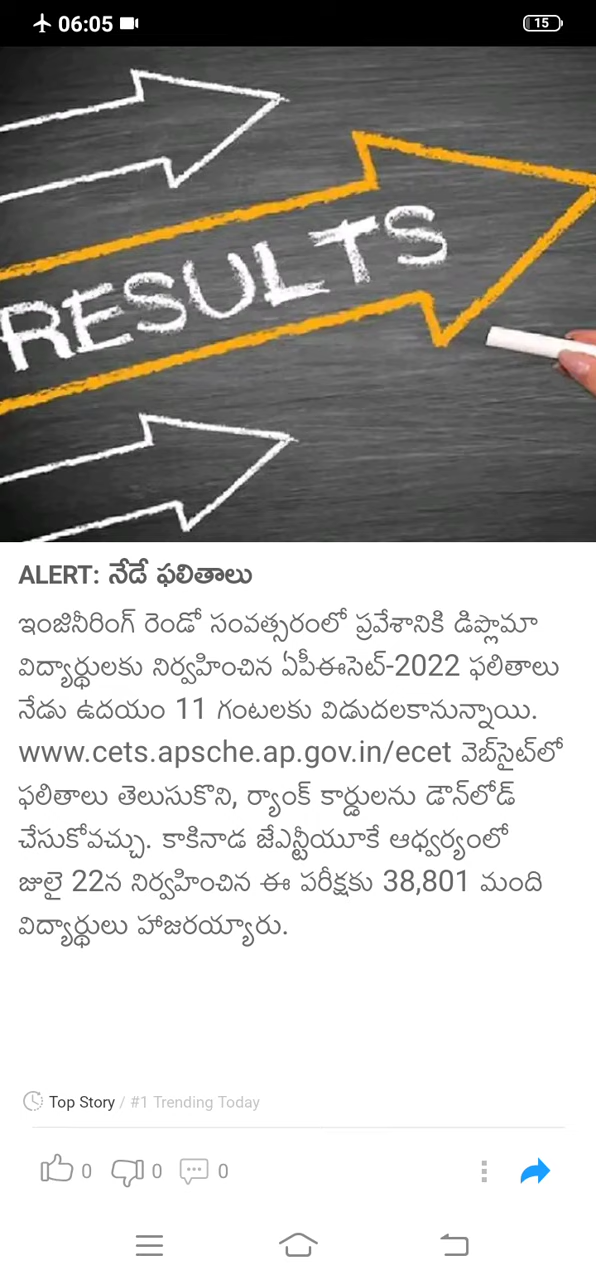 06:05
15
RESULTS
ALERT: నేడే ఫలితాలు
ఇంజినీరింగ్ రెండో సంవత్సరంలో ప్రవేశానికి డిప్లొమా
విద్యార్థులకు నిర్వహించిన ఏపీఈసెట్-2022 ఫలితాలు
నేడు ఉదయం 11 గంటలకు విడుదలకానున్నాయి.
www.cets.apsche.ap.gov.in/ecet వెబ్‌సైట్‌లో
ఫలితాలు తెలుసుకొని, ర్యాంక్ కార్డులను డౌన్‌లోడ్
చేసుకోవచ్చు. కాకినాడ జేఎన్టీయూకే ఆధ్వర్యంలో
జులై 22న నిర్వహించిన ఈ పరీక్షకు 38,801 మంది
విద్యార్థులు హాజరయ్యారు.
Top Story / #1 Trending Today
0 0 0